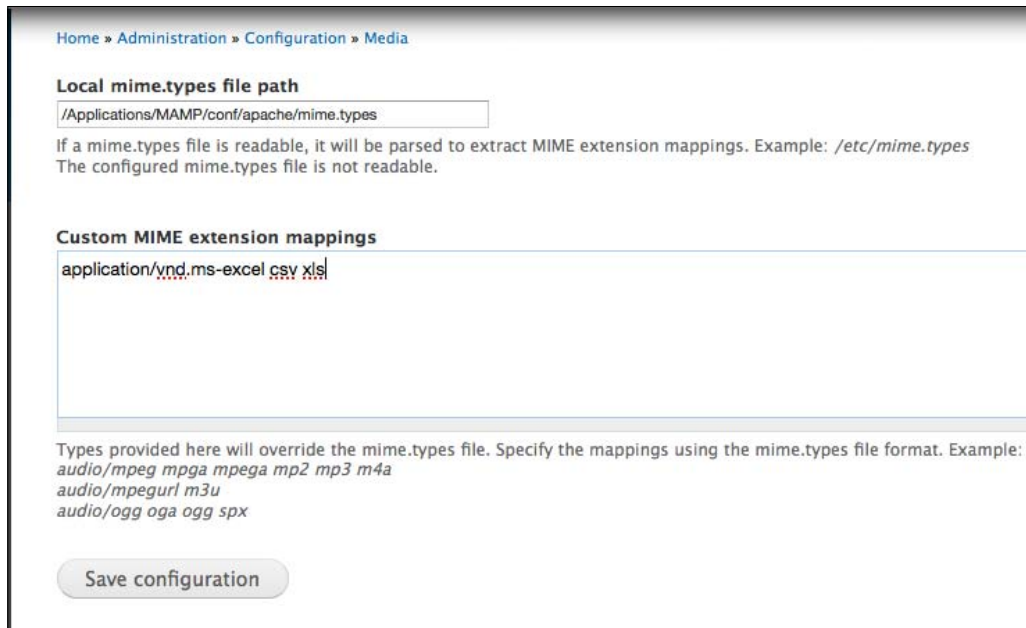 Home » Administration » Configuration » Media
Local mime.types file path
/Applications/MAMP/conf/apache/mime.types
If a mime.types file is readable, it will be parsed to extract MIME extension mappings. Example: /etc/mime.types
The configured mime.types file is not readable.
Custom MIME extension mappings
application/vnd.ms-excel csv xls
Types provided here will override the mime.types file. Specify the mappings using the mime.types file format. Example:
audio/mpeg mpga mpega mp2 mp3 m4a
audio/mpegurl m3u
audio/ogg oga ogg spx
Save configuration